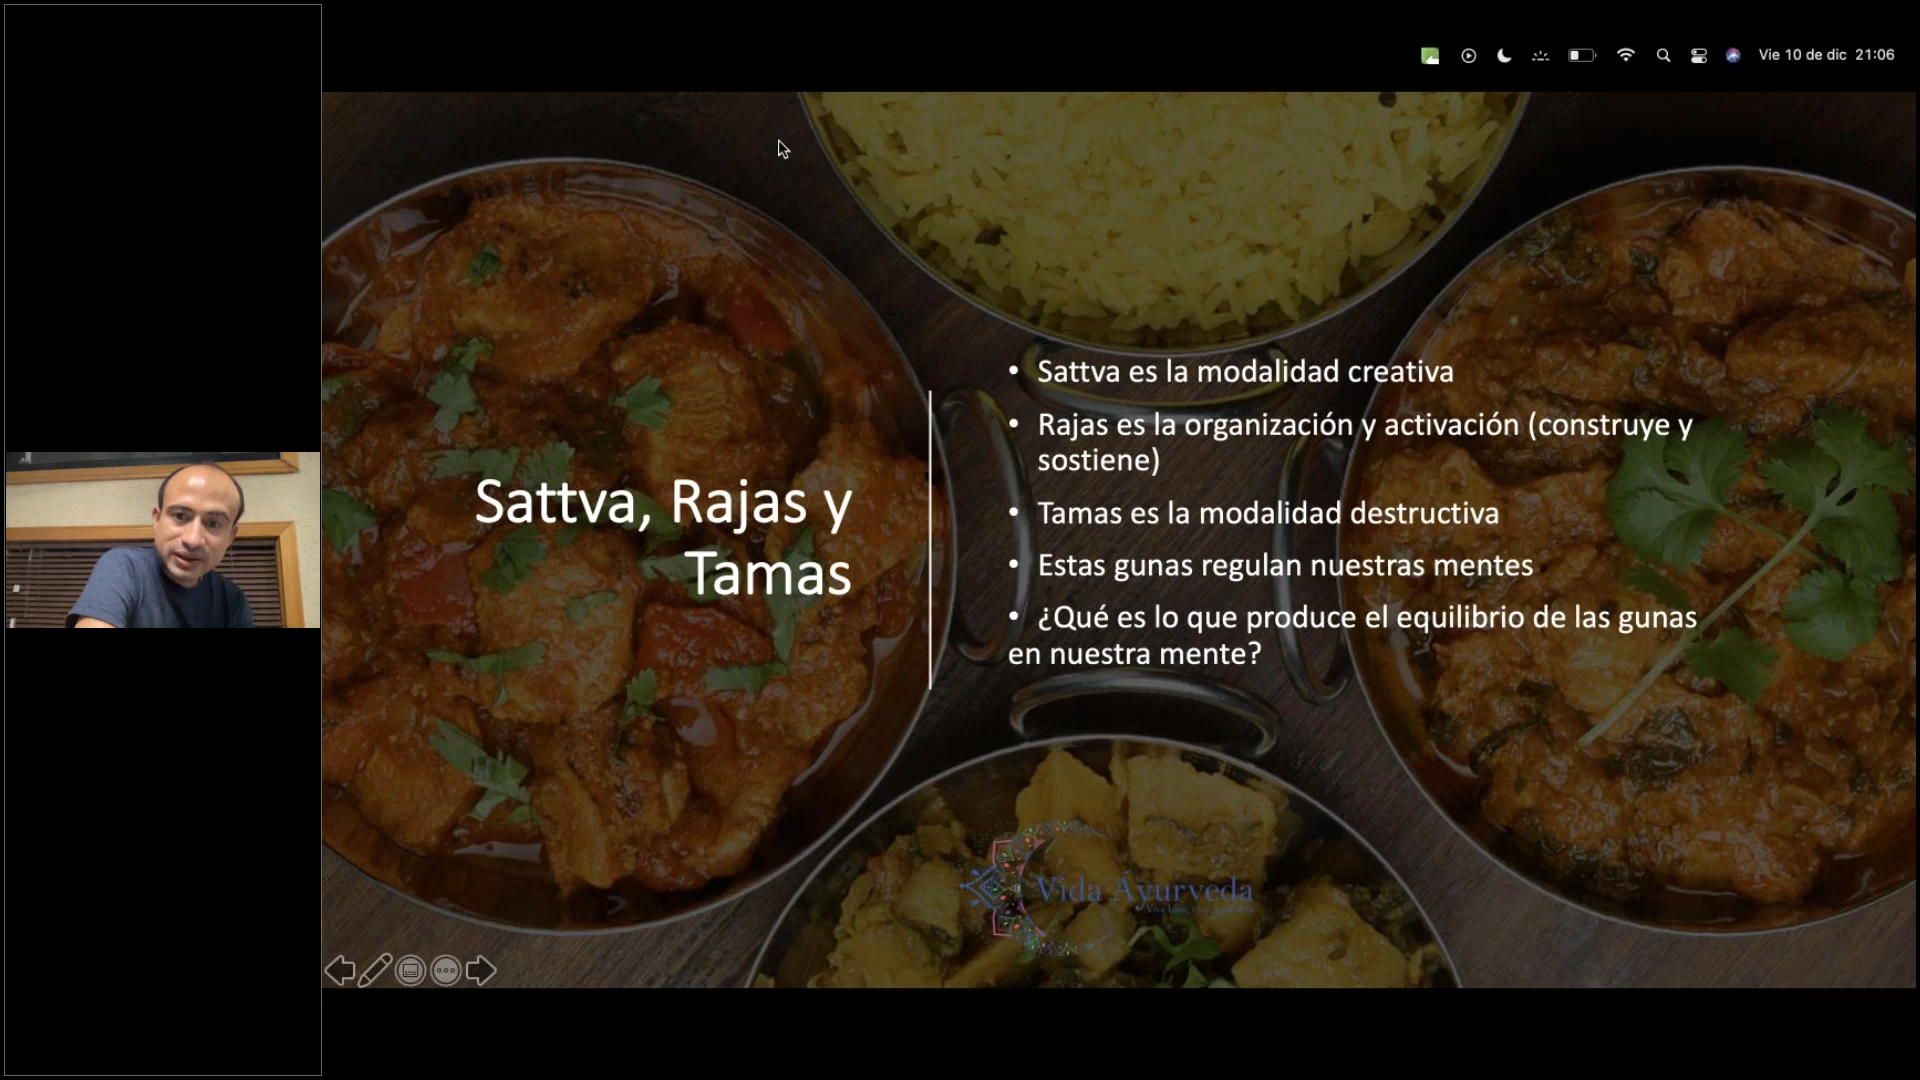 Vie 10 de dic 21:06
Sattva, Rajas y
Tamas
• Sattva es la modalidad creativa
• Rajas es la organización y activación (construye y
sostiene)
• Tamas es la modalidad destructiva
• Estas gunas regulan nuestras mentes
• ¿Qué es lo que produce el equilibrio de las gunas
en nuestra mente?
Vida Áyurveda